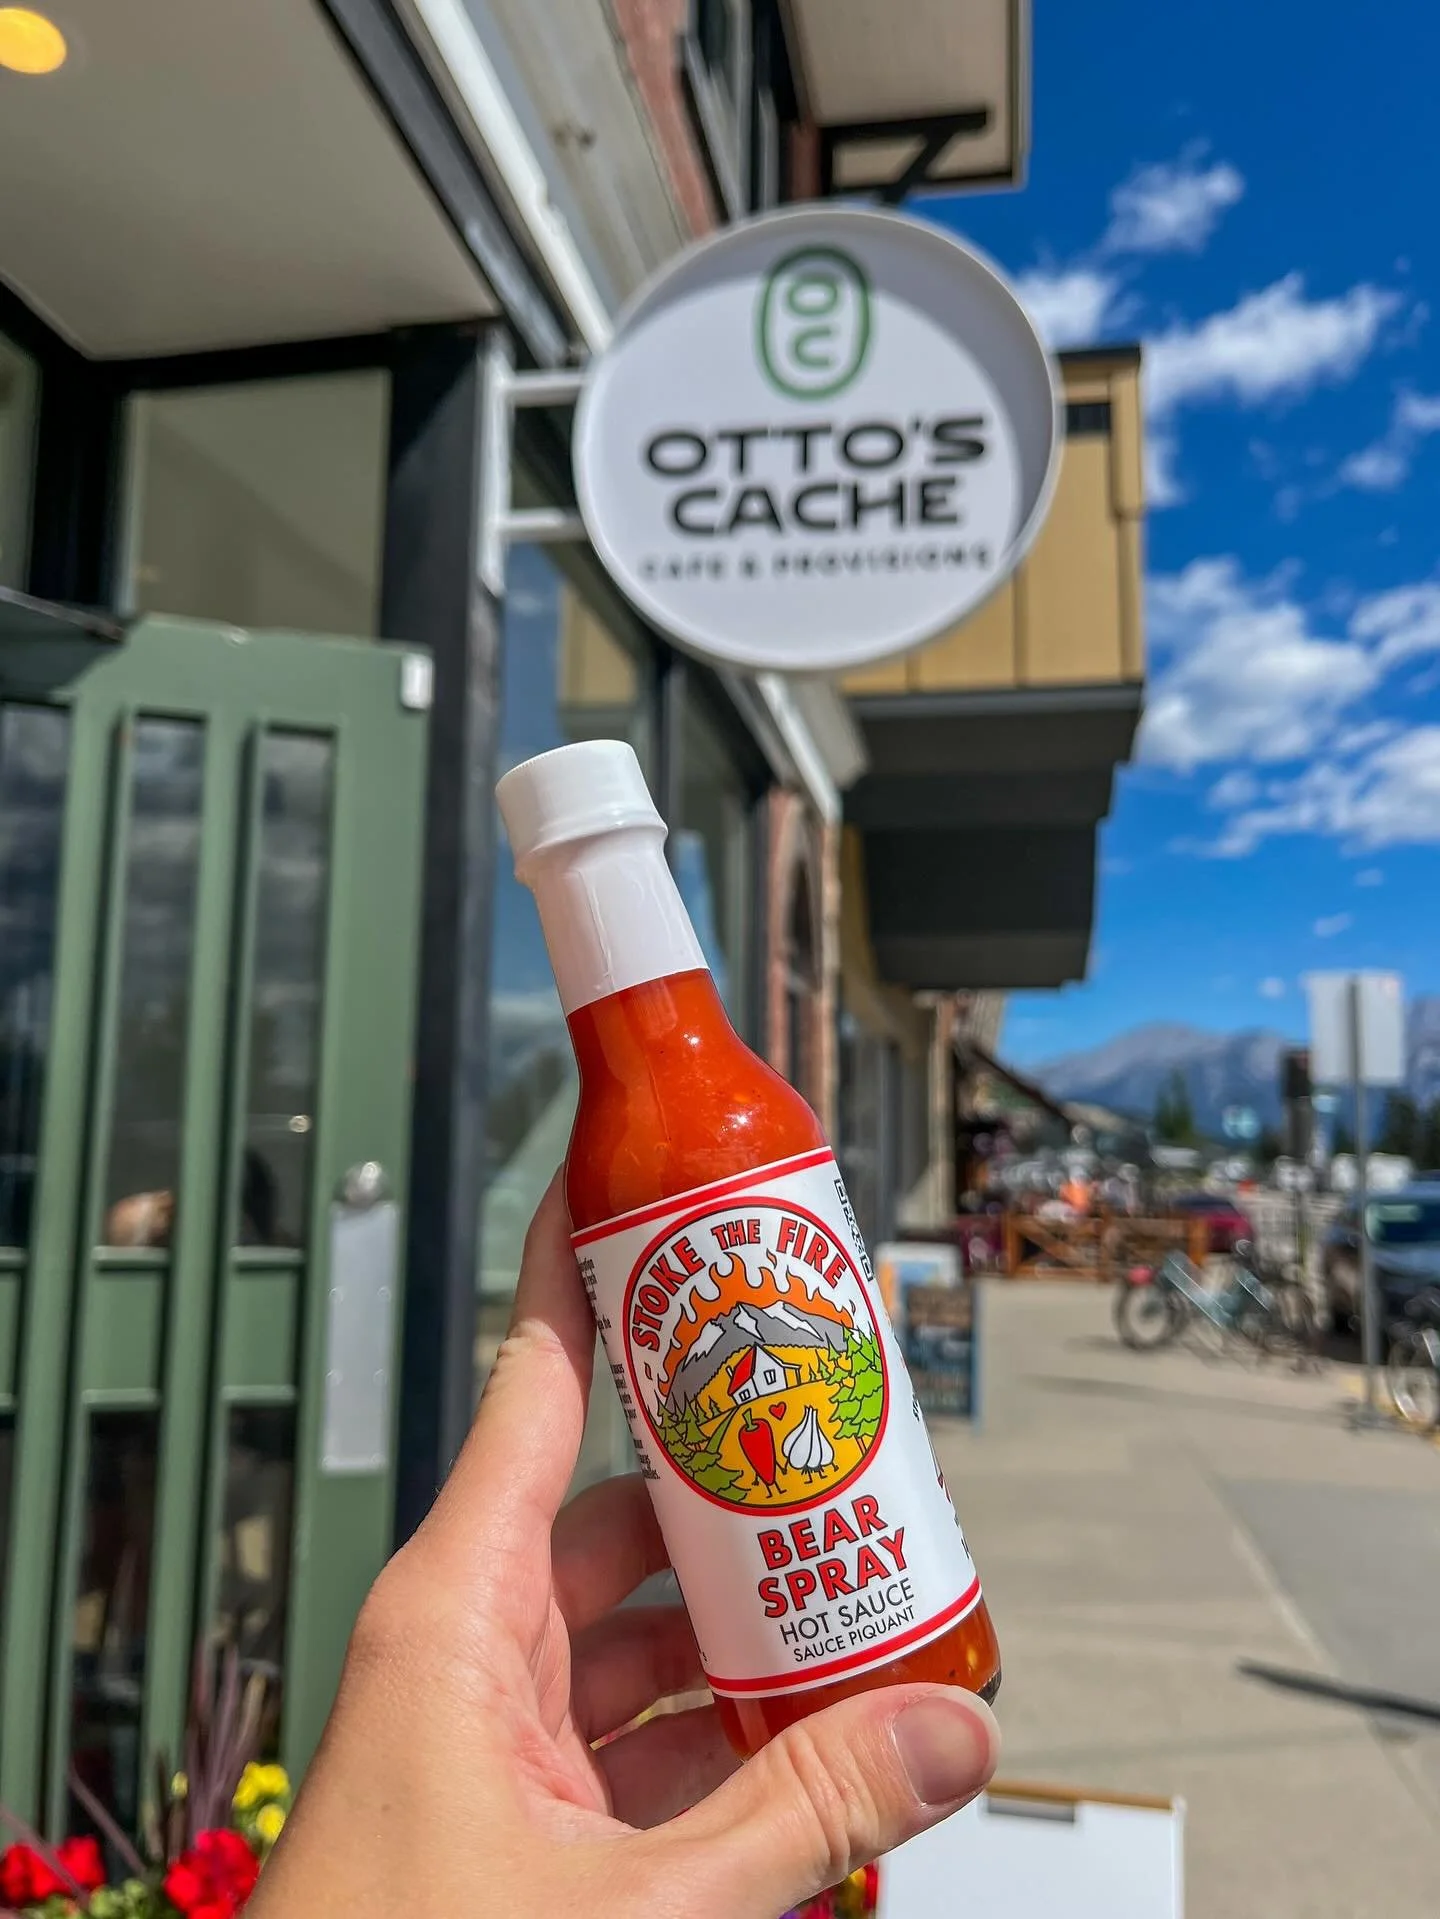 OC
OTTO'S
CACHE
CAFE & PROVISIONS
STOKE THE FIRE
BEAR
SPRAY
HOT SAUCE
SAUCE PIQUANT